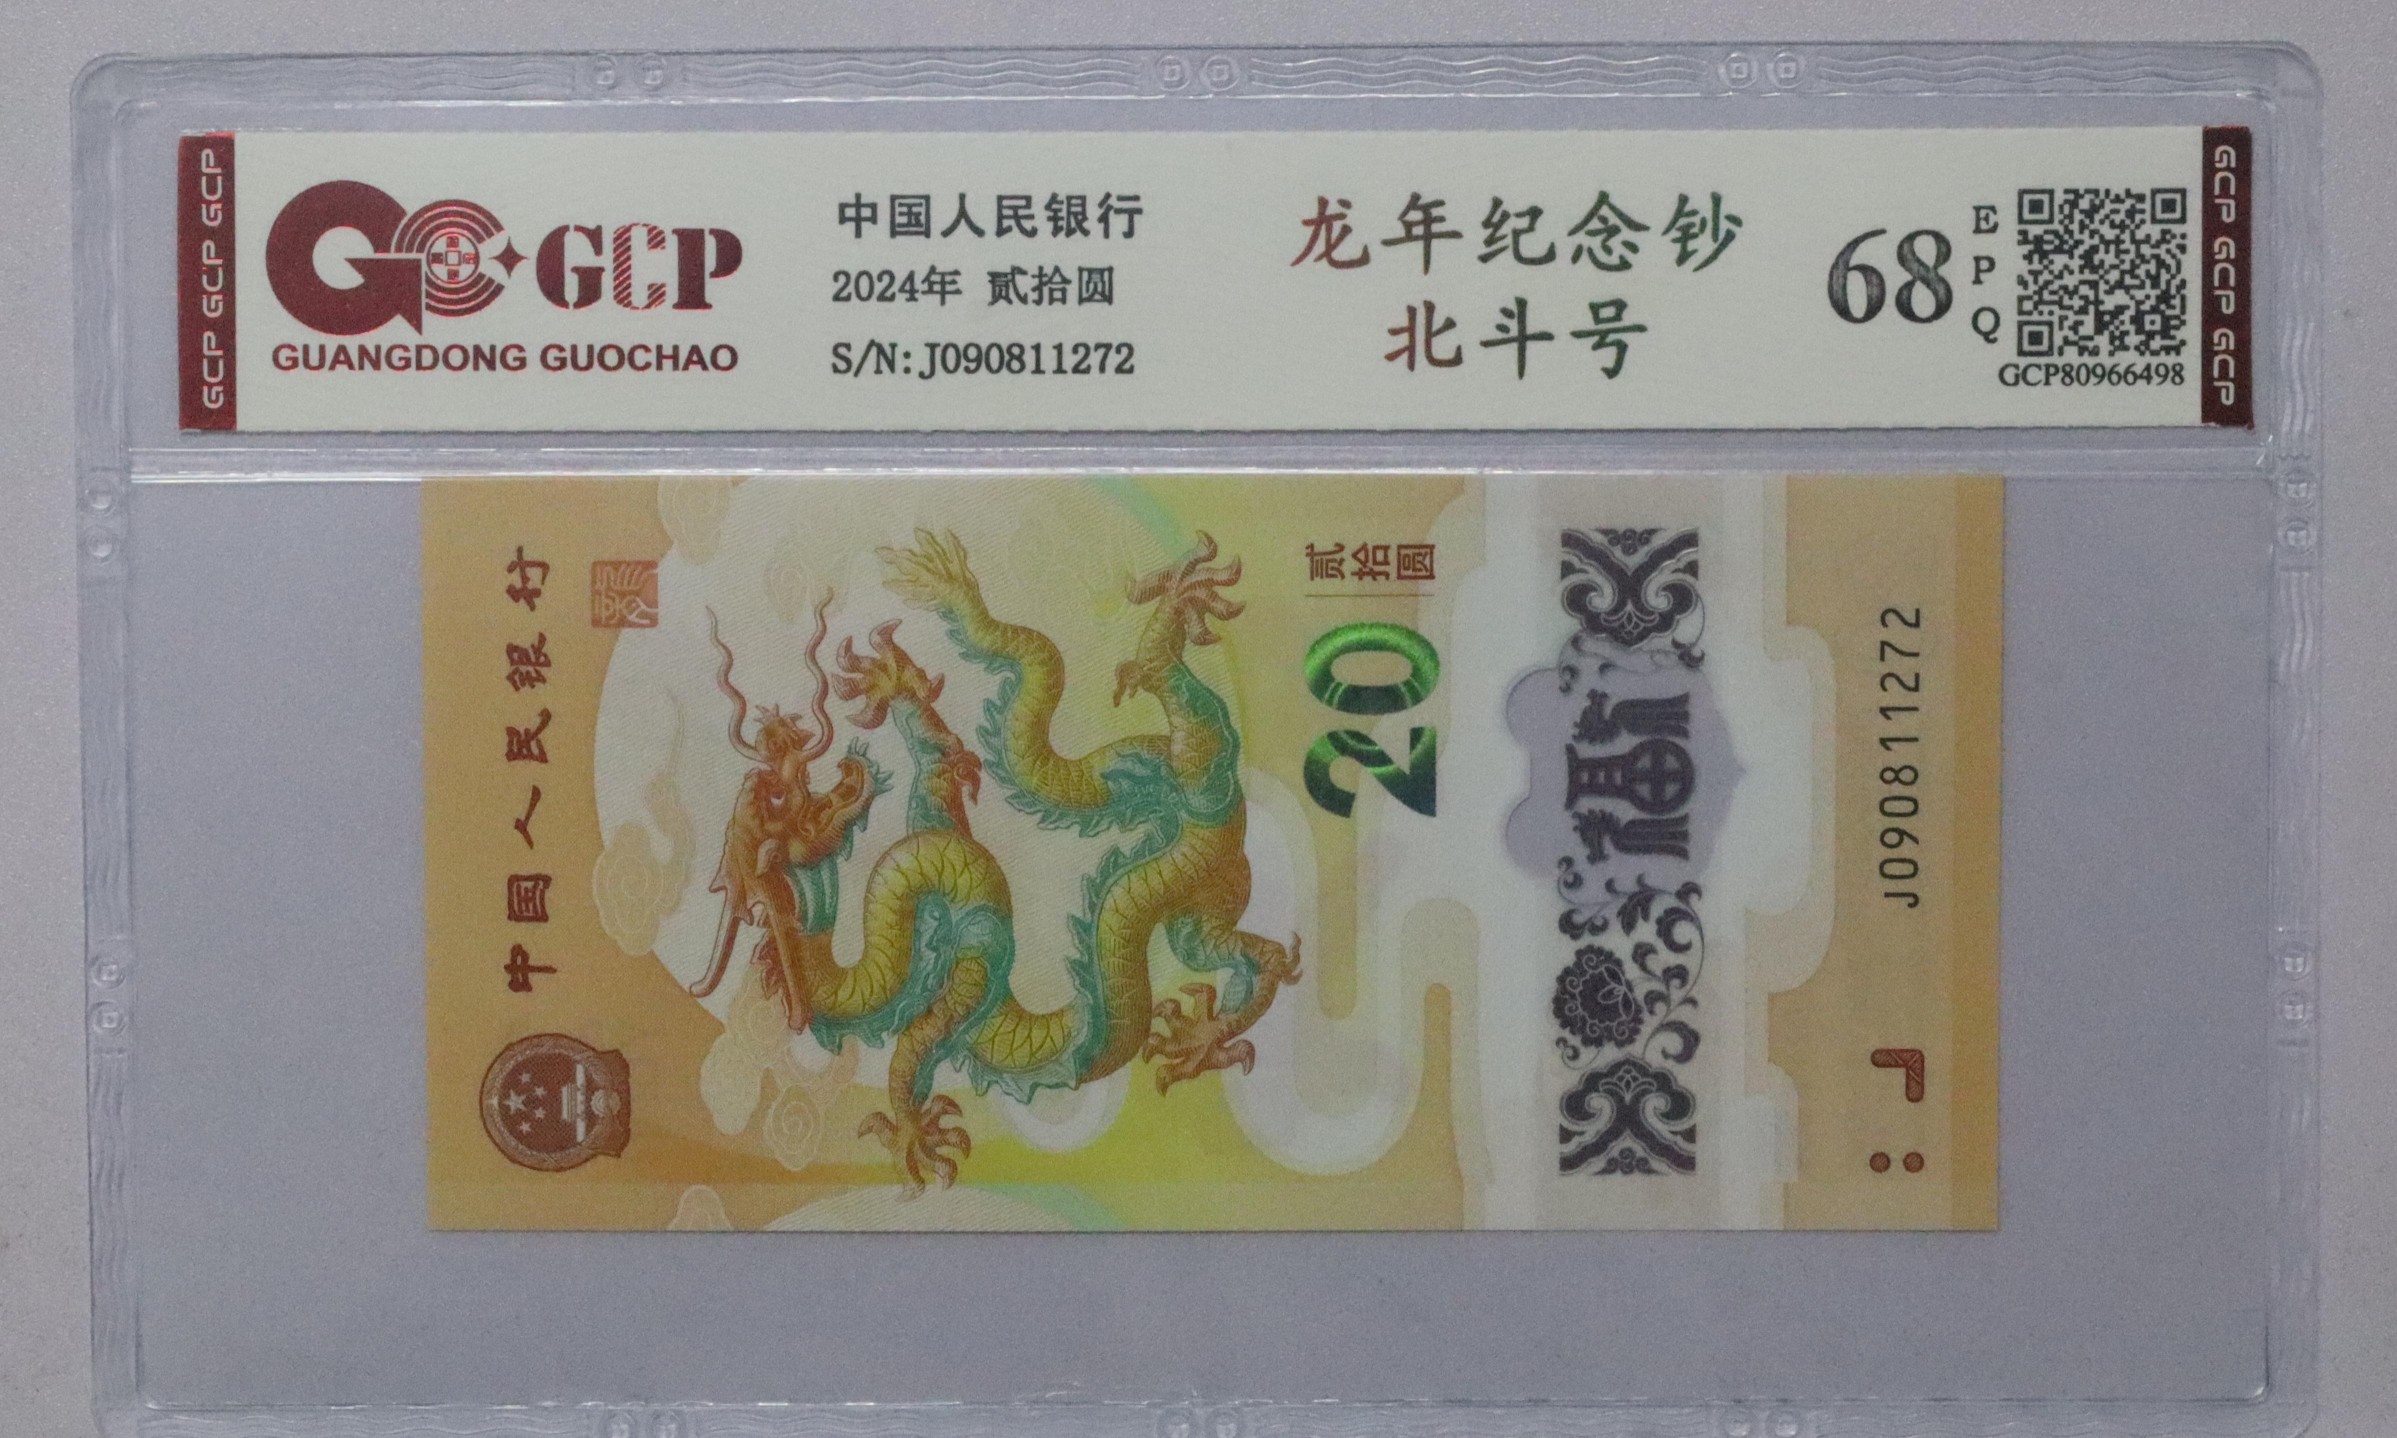 GCP GCP GCP
GCP
GUANGDONG GUOCHAO
中国人民银行
2024年 贰拾圆
S/N:J090811272
龙年纪念钞
北斗号
68
EPQ
GCP80966498
GCP GCP GCP
中国人民银行
贰拾圆
20
福
J090811272